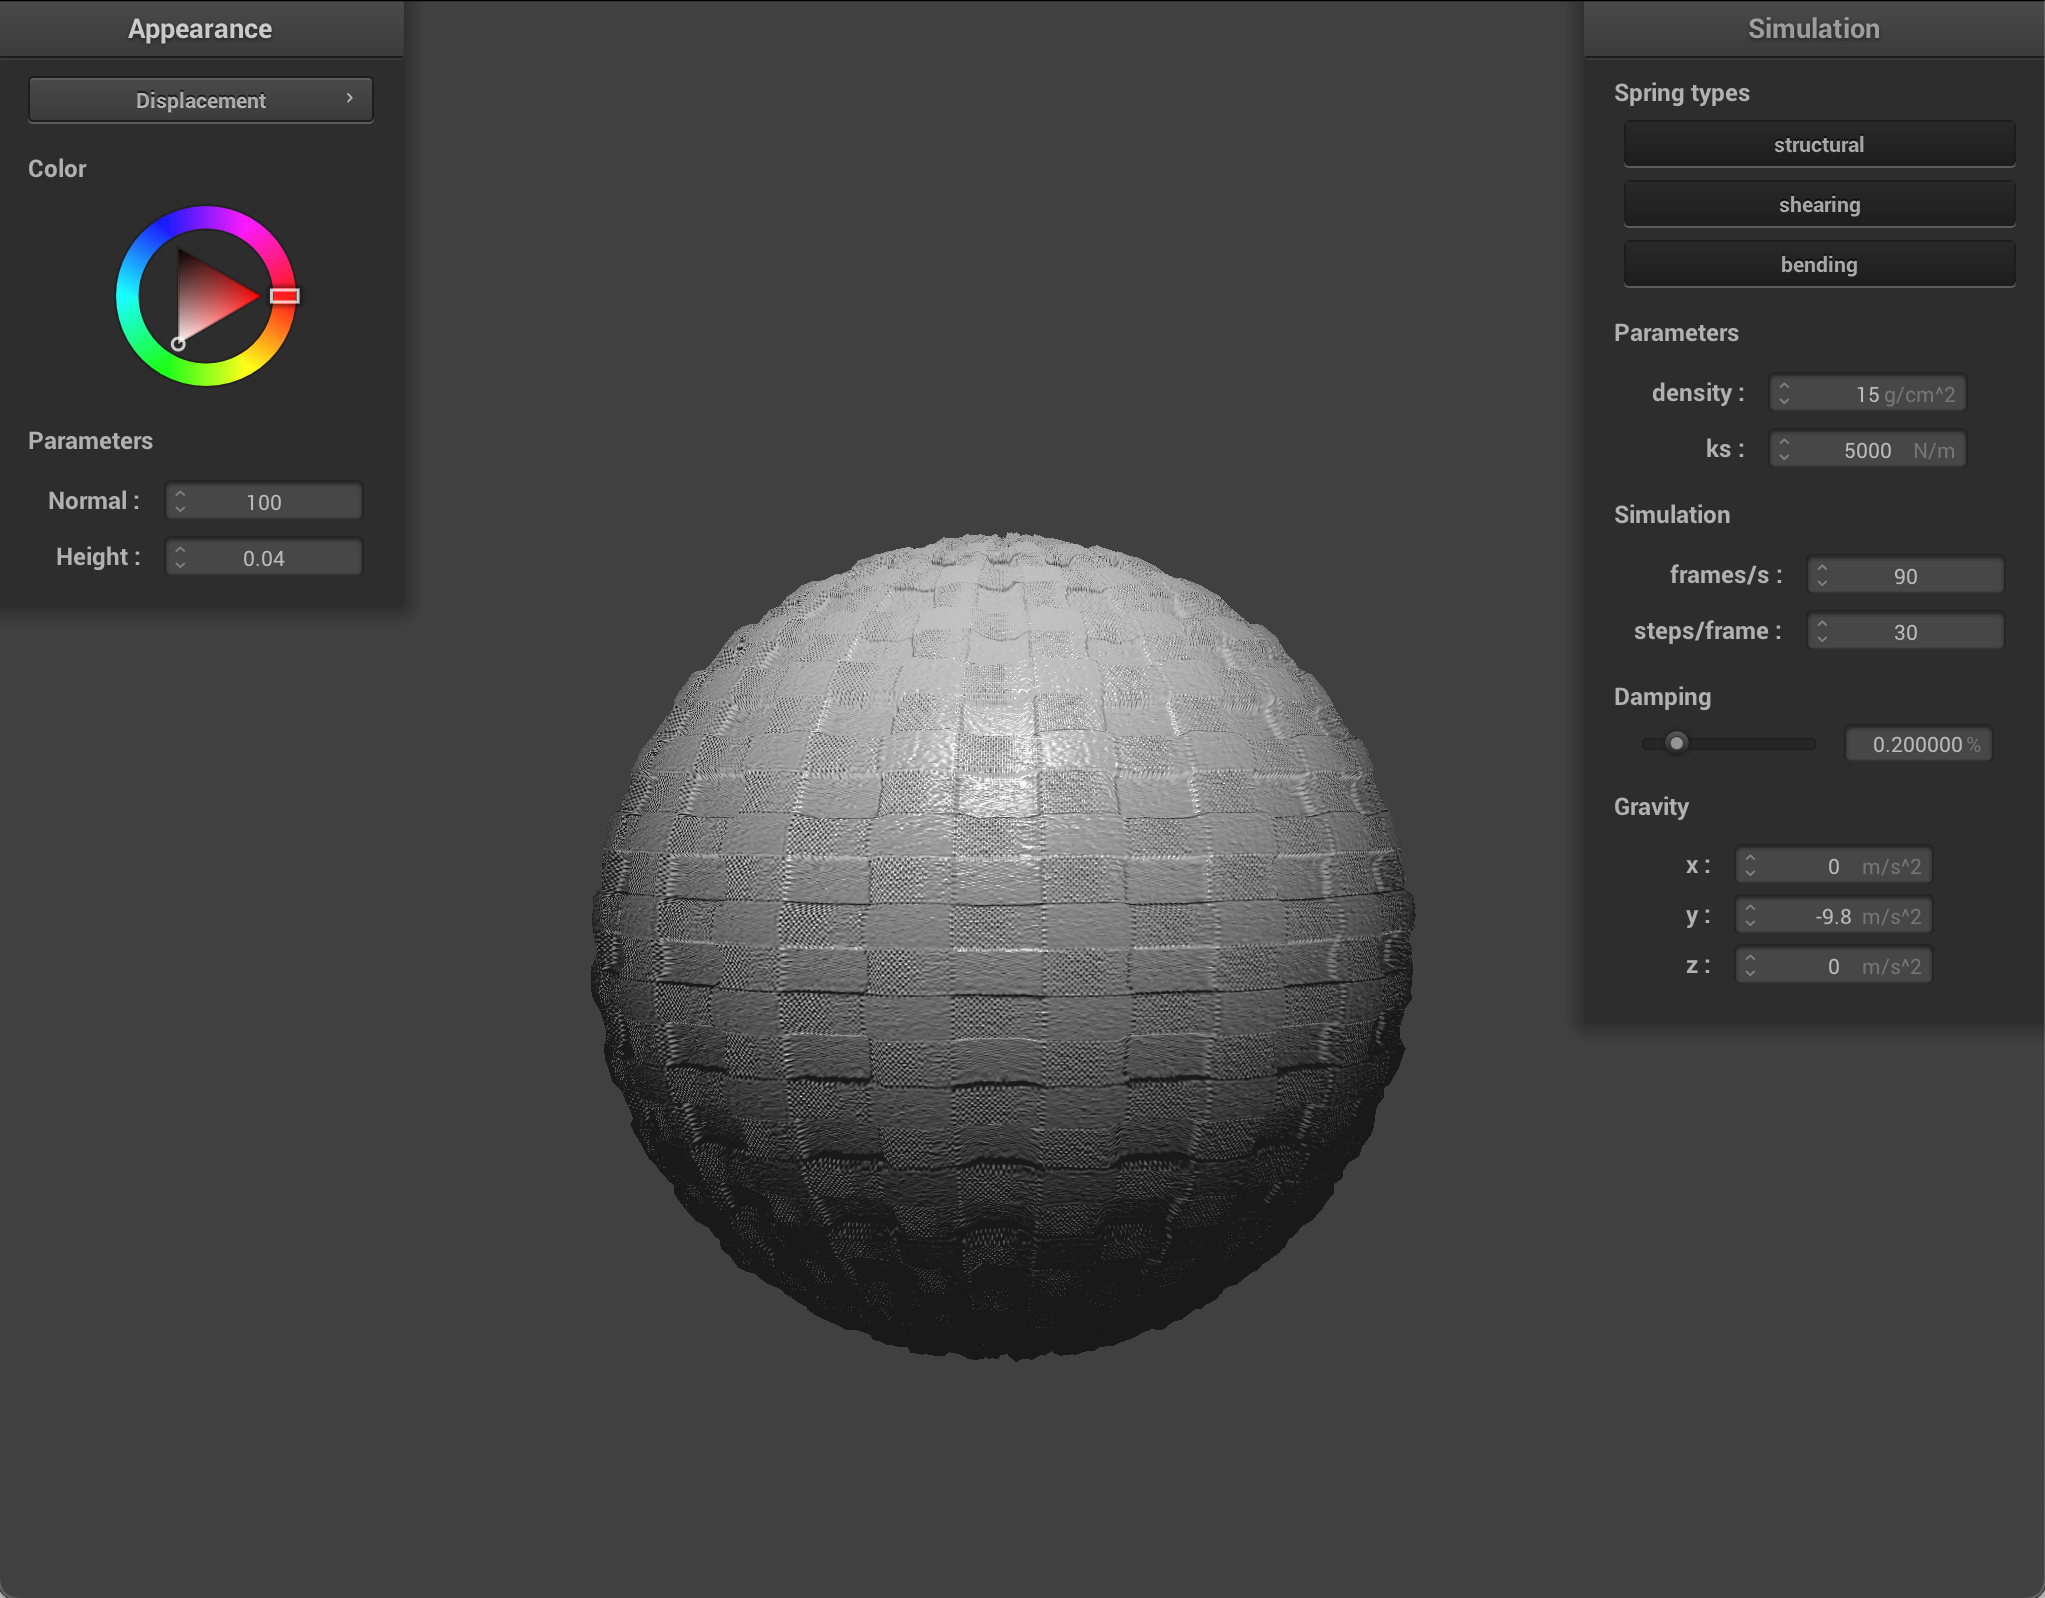 Appearance
Displacement
Color
Parameters
Normal : 100
Height : 0.04
Simulation
Spring types
structural
shearing
bending
Parameters
density : 15 g/cm^2
ks : 5000 N/m
Simulation
frames/s : 90
steps/frame : 30
Damping
0.200000 %
Gravity
x : 0 m/s^2
y : -9.8 m/s^2
z : 0 m/s^2